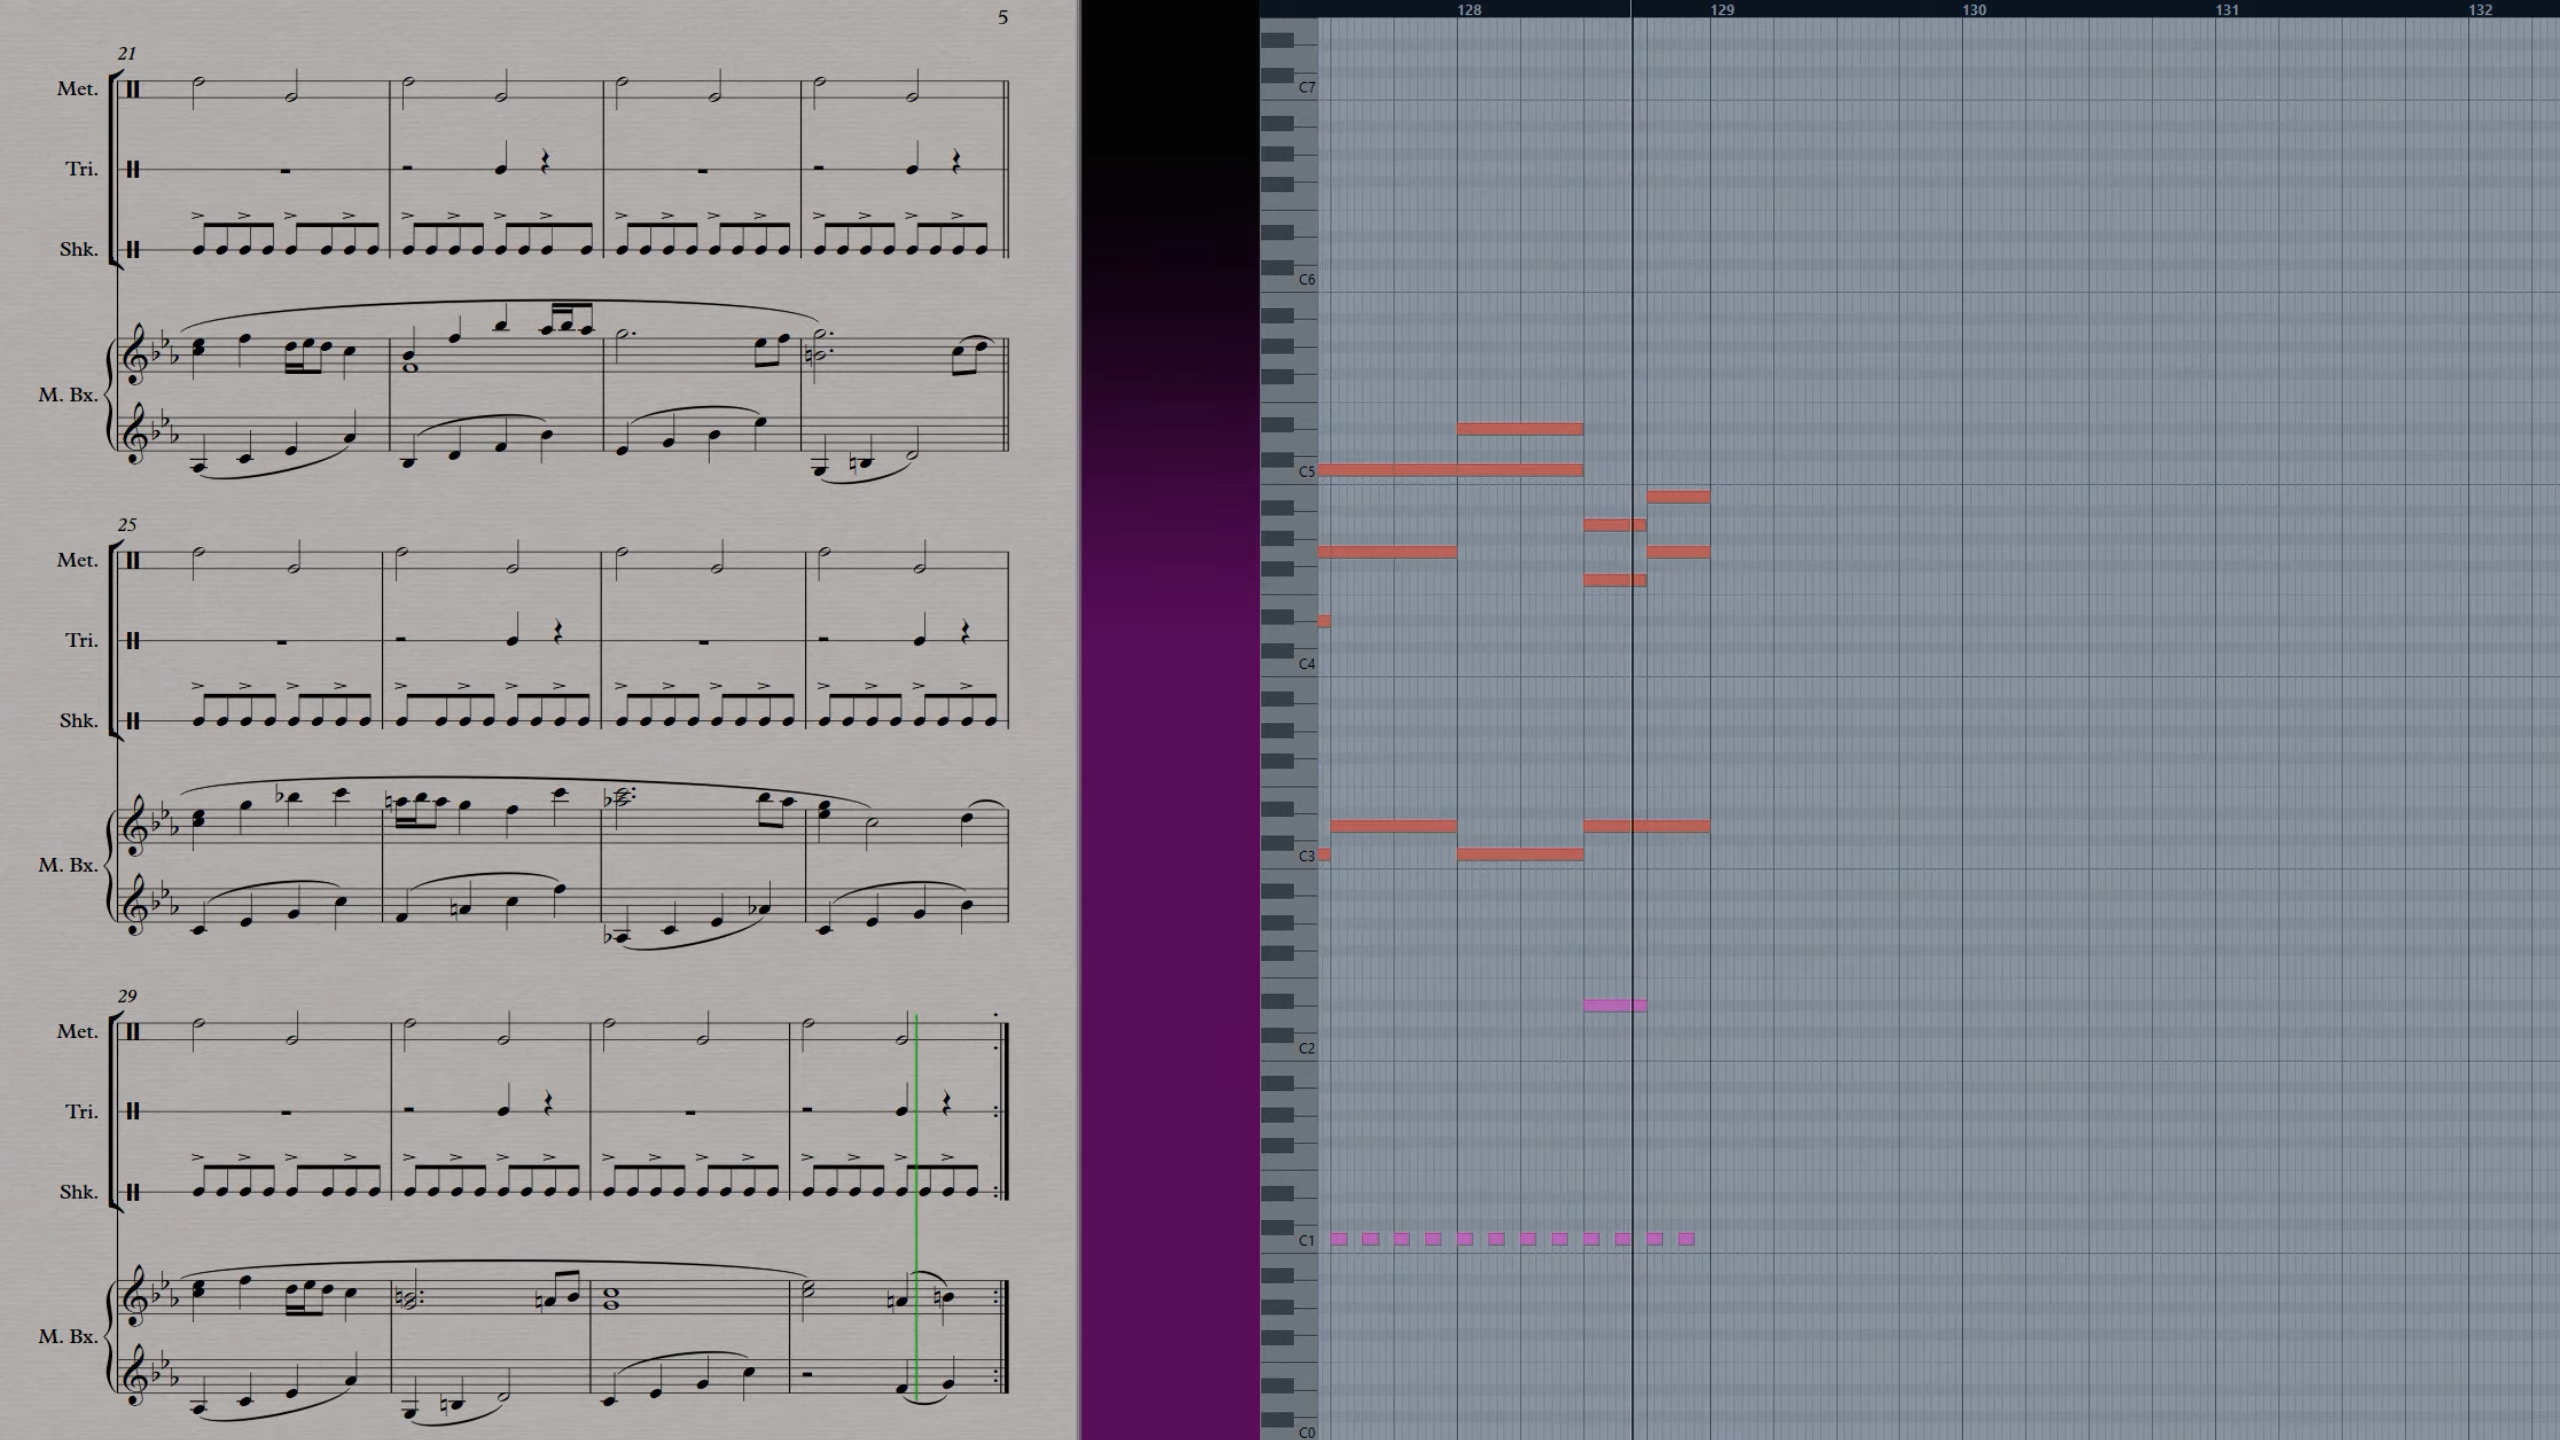 5
21
Met.
Tri.
Shk.
M. Bx.
25
Met.
Tri.
Shk.
M. Bx.
29
Met.
Tri.
Shk.
M. Bx.
128 129 130 131 132
C7
C6
C5
C4
C3
C2
C1
C0